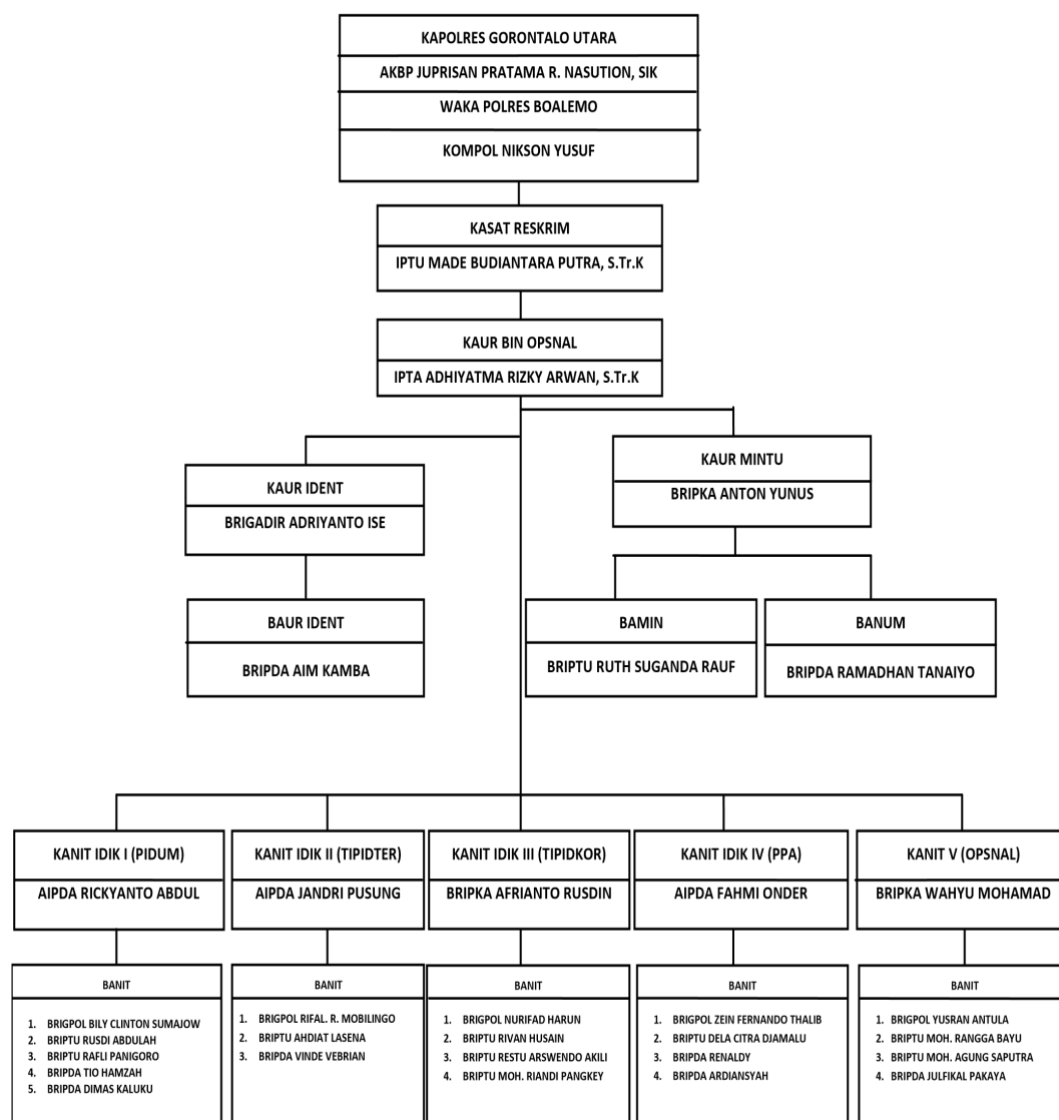 KAPOLRES GORONTALO UTARA
AKBP JUPRISAN PRATAMA R. NASUTION, SIK
WAKA POLRES BOALEMO
KOMPOL NIKSON YUSUF
KASAT RESKRIM
IPTU MADE BUDIANTARA PUTRA, S.Tr.K
KAUR BIN OPSNAL
IPTA ADHIYATMA RIZKY ARWAN, S.Tr.K
KAUR IDENT
BRIGADIR ADRIYANTO ISE
KAUR MINTU
BRIPKA ANTON YUNUS
BAUR IDENT
BRIPDA AIM KAMBA
BAMIN
BRIPTU RUTH SUGANDA RAUF
BANUM
BRIPDA RAMADHAN TANAIYO
KANIT IDIK I (PIDUM)
AIPDA RICKYANTO ABDUL
KANIT IDIK II (TIPIDTER)
AIPDA JANDRI PUSUNG
KANIT IDIK III (TIPIDKOR)
BRIPKA AFRIANTO RUSDIN
KANIT IDIK IV (PPA)
AIPDA FAHMI ONDER
KANIT V (OPSNAL)
BRIPKA WAHYU MOHAMAD
BANIT
1. BRIGPOL BILY CLINTON SUMAJOW
2. BRIPTU RUSDI ABDULAH
3. BRIPTU RAFLI PANIGORO
4. BRIPDA TIO HAMZAH
5. BRIPDA DIMAS KALUKU
BANIT
1. BRIGPOL RIFAL. R. MOBILINGO
2. BRIPTU AHDIAT LASENA
3. BRIPDA VINDE VEBRIAN
BANIT
1. BRIGPOL NURIFAD HARUN
2. BRIPTU RIVAN HUSAIN
3. BRIPTU RESTU ARSWENDO AKILI
4. BRIPTU MOH. RIANDI PANGKEY
BANIT
1. BRIGPOL ZEIN FERNANDO THALIB
2. BRIPTU DELA CITRA DJAMALU
3. BRIPDA RENALDY
4. BRIPDA ARDIANSYAH
BANIT
1. BRIGPOL YUSRAN ANTULA
2. BRIPTU MOH. RANGGA BAYU
3. BRIPTU MOH. AGUNG SAPUTRA
4. BRIPDA JULFIKAL PAKAYA